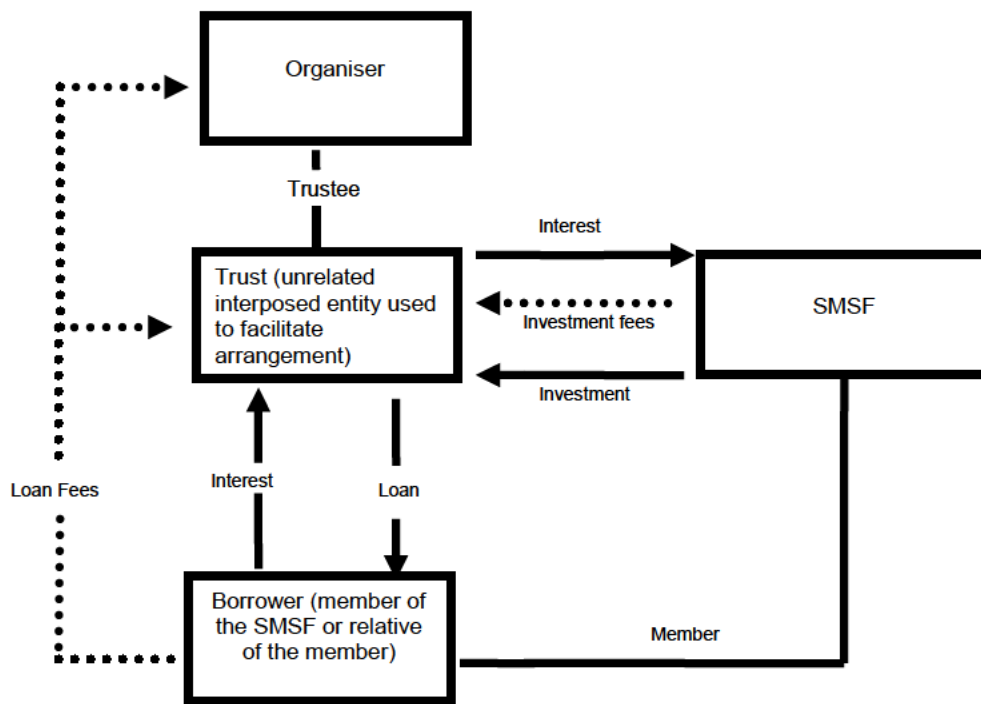 Organiser
Trustee
Interest
Trust (unrelated
interposed entity used
to facilitate
arrangement)
SMSF
Investment fees
Investment
Loan Fees
Interest
Loan
Borrower (member of
the SMSF or relative
of the member)
Member